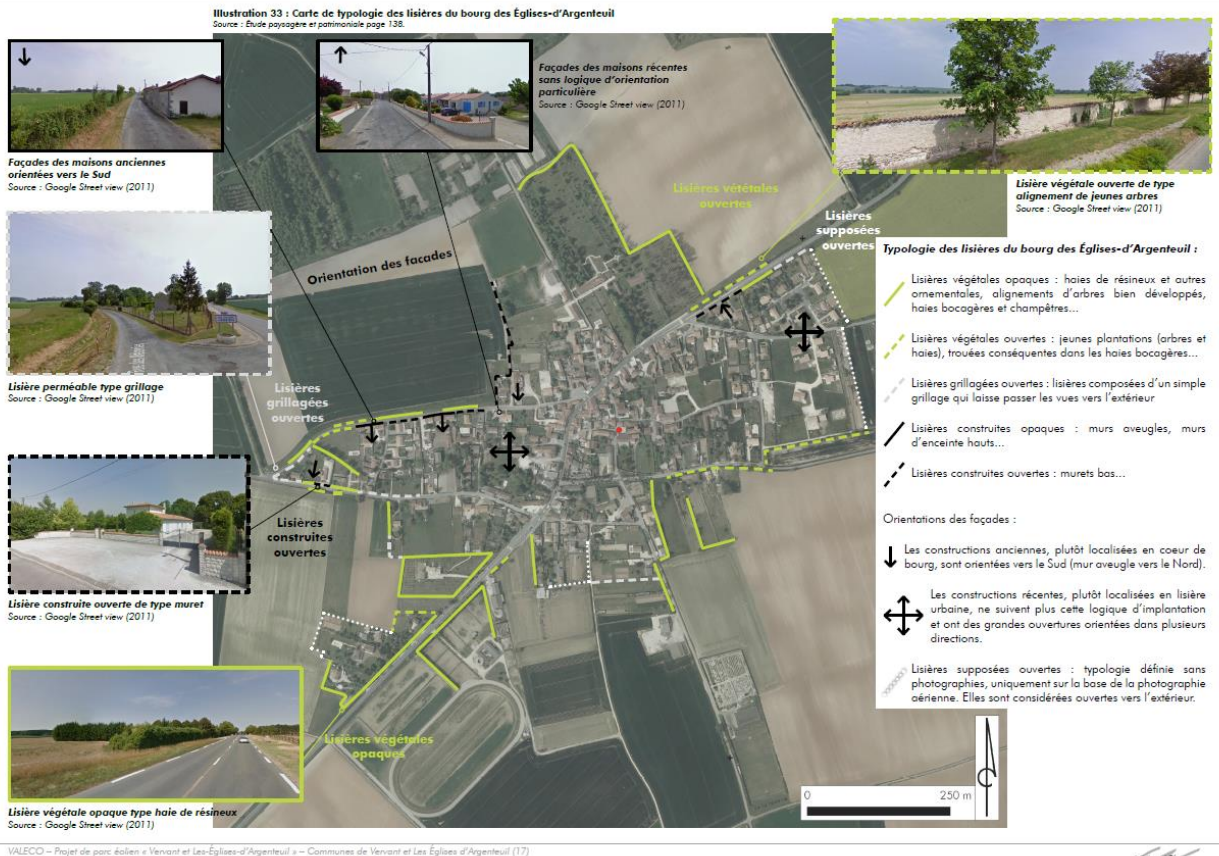 Illustration 33 : Carte de typologie des lisières du bourg des Églises-d'Argenteuil
Source : Étude paysagère et patrimoniale page 138.
Façades des maisons récentes
sans logique d'orientation
particulière
Source : Google Street view (2011)
Façades des maisons anciennes
orientées vers le Sud
Source : Google Street view (2011)
Lisière végétale ouverte de type
alignement de jeunes arbres
Source : Google Street view (2011)
Lisières vététales
ouvertes
Lisières
supposées
ouvertes
Orientation des facades
Lisière perméable type grillage
Source : Google Street view (2011)
Lisières
grillagées
ouvertes
Lisières
construites
ouvertes
Lisière construite ouverte de type muret
Source : Google Street view (2011)
Lisières végétales
opaques
Lisière végétale opaque type haie de résineux
Source : Google Street view (2011)
Typologie des lisières du bourg des Églises-d'Argenteuil :
Lisières végétales opaques : haies de résineux et autres
ornementales, alignements d'arbres bien développés,
haies bocagères et champêtres...
Lisières végétales ouvertes : jeunes plantations (arbres et
haies), trouées conséquentes dans les haies bocagères...
Lisières grillagées ouvertes : lisières composées d'un simple
grillage qui laisse passer les vues vers l'extérieur
Lisières construites opaques : murs aveugles, murs
d'enceinte hauts...
Lisières construites ouvertes : murets bas...
Orientations des façades :
Les constructions anciennes, plutôt localisées en coeur de
bourg, sont orientées vers le Sud (mur aveugle vers le Nord).
Les constructions récentes, plutôt localisées en lisière
urbaine, ne suivent plus cette logique d'implantation
et ont des grandes ouvertures orientées dans plusieurs
directions.
Lisières supposées ouvertes : typologie définie sans
photographies, uniquement sur la base de la photographie
aérienne. Elles sont considérées ouvertes vers l'extérieur.
0 250 m
VALECO – Projet de parc éolien « Vervant et Les-Églises-d'Argenteuil » – Communes de Vervant et Les Églises d'Argenteuil (17)